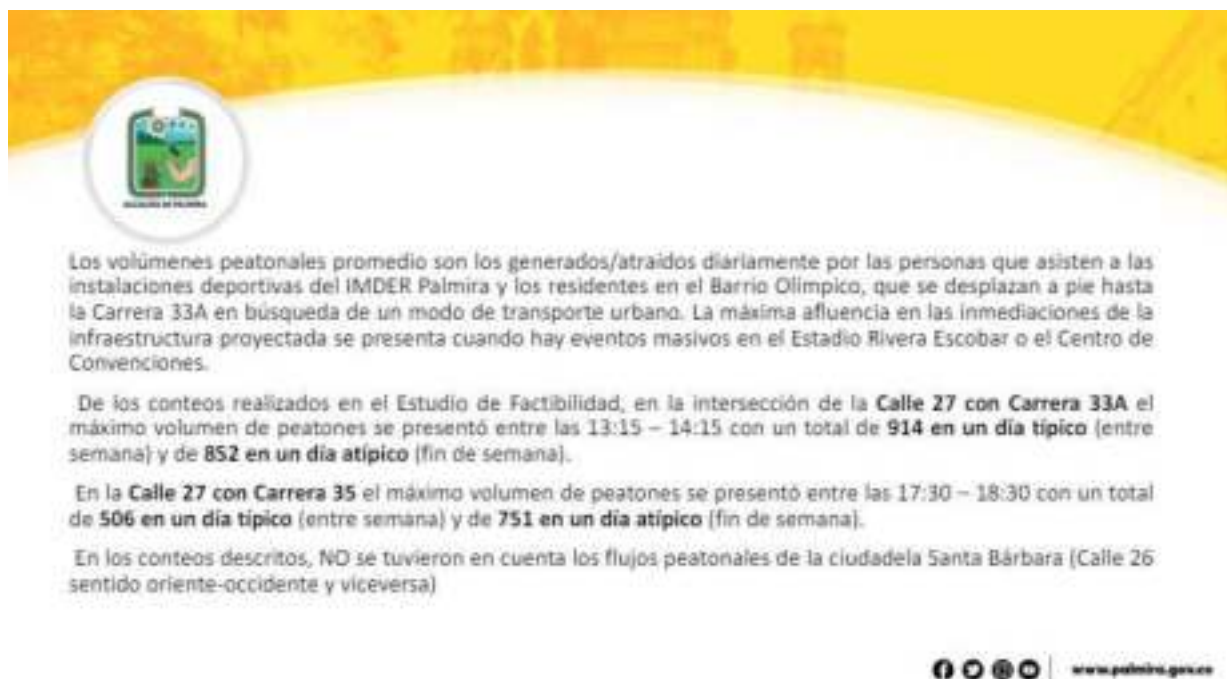 ALCALDÍA DE PALMIRA
Los volúmenes peatonales promedio son los generados/atraídos diariamente por las personas que asisten a las
instalaciones deportivas del IMDER Palmira y los residentes en el Barrio Olímpico, que se desplazan a pie hasta
la Carrera 33A en búsqueda de un modo de transporte urbano. La máxima afluencia en las inmediaciones de la
infraestructura proyectada se presenta cuando hay eventos masivos en el Estadio Rivera Escobar o el Centro de
Convenciones.
De los conteos realizados en el Estudio de Factibilidad, en la intersección de la Calle 27 con Carrera 33A el
máximo volumen de peatones se presentó entre las 13:15 – 14:15 con un total de 914 en un día típico (entre
semana) y de 852 en un día atípico (fin de semana).
En la Calle 27 con Carrera 35 el máximo volumen de peatones se presentó entre las 17:30 – 18:30 con un total
de 506 en un día típico (entre semana) y de 751 en un día atípico (fin de semana).
En los conteos descritos, NO se tuvieron en cuenta los flujos peatonales de la ciudadela Santa Bárbara (Calle 26
sentido oriente-occidente y viceversa)
www.palmira.gov.co